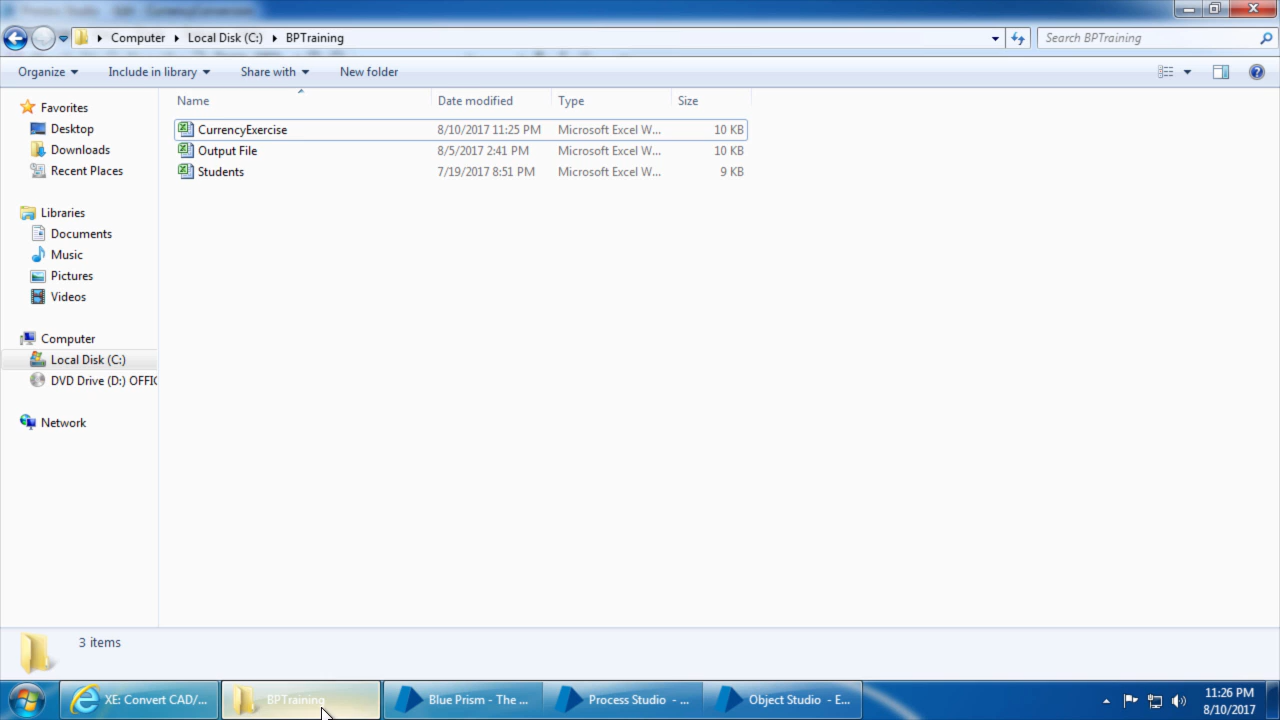 Computer Local Disk (C:) BPTraining
Search BPTraining
Organize Include in library Share with New folder
Name Date modified Type Size
Favorites
Desktop
Downloads
Recent Places
Libraries
Documents
Music
Pictures
Videos
Computer
Local Disk (C:)
DVD Drive (D:) OFFIC
Network
CurrencyExercise 8/10/2017 11:25 PM Microsoft Excel W... 10 KB
Output File 8/5/2017 2:41 PM Microsoft Excel W... 10 KB
Students 7/19/2017 8:51 PM Microsoft Excel W... 9 KB
3 items
XE: Convert CAD/... BPTraining Blue Prism - The ... Process Studio - ... Object Studio - E...
11:26 PM
8/10/2017